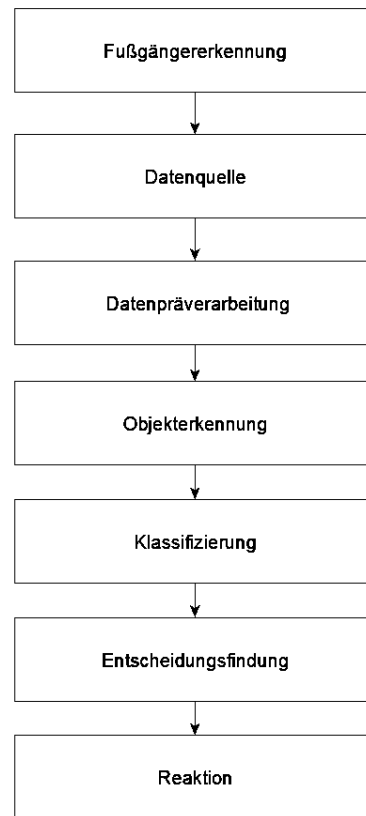 Fußgängererkennung
Datenquelle
Datenpräverarbeitung
Objekterkennung
Klassifizierung
Entscheidungsfindung
Reaktion